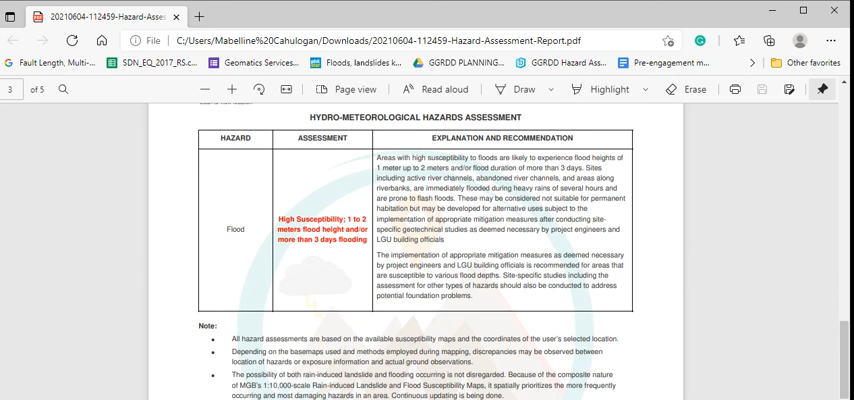 20210604-112459-Hazard-Asses
File
C:/Users/Mabelline%20Cahulogan/Downloads/20210604-112459-Hazard-Assessment-Report.pdf
Fault Length, Multi-...
SDN_EQ_2017_RS.c...
Geomatics Services...
Floods, landslides k...
GGRDD PLANNING...
GGRDD Hazard Ass...
Pre-engagement m...
Other favorites
3 of 5
Page view
Read aloud
Draw
Highlight
Erase
HYDRO-METEOROLOGICAL HAZARDS ASSESSMENT
HAZARD ASSESSMENT EXPLANATION AND RECOMMENDATION
Flood
High Susceptibility; 1 to 2
meters flood height and/or
more than 3 days flooding
Areas with high susceptibility to floods are likely to experience flood heights of
1 meter up to 2 meters and/or flood duration of more than 3 days. Sites
including active river channels, abandoned river channels, and areas along
riverbanks, are immediately flooded during heavy rains of several hours and
are prone to flash floods. These may be considered not suitable for permanent
habitation but may be developed for alternative uses subject to the
implementation of appropriate mitigation measures after conducting site-
specific geotechnical studies as deemed necessary by project engineers and
LGU building officials
The implementation of appropriate mitigation measures as deemed necessary
by project engineers and LGU building officials is recommended for areas that
are susceptible to various flood depths. Site-specific studies including the
assessment for other types of hazards should also be conducted to address
potential foundation problems.
Note:
All hazard assessments are based on the available susceptibility maps and the coordinates of the user's selected location.
Depending on the basemaps used and methods employed during mapping, discrepancies may be observed between
location of hazards or exposure information and actual ground observations.
The possibility of both rain-induced landslide and flooding occurring is not disregarded. Because of the composite nature
of MGB's 1:10,000-scale Rain-induced Landslide and Flood Susceptibility Maps, it spatially prioritizes the more frequently
occurring and most damaging hazards in an area. Continuous updating is being done.